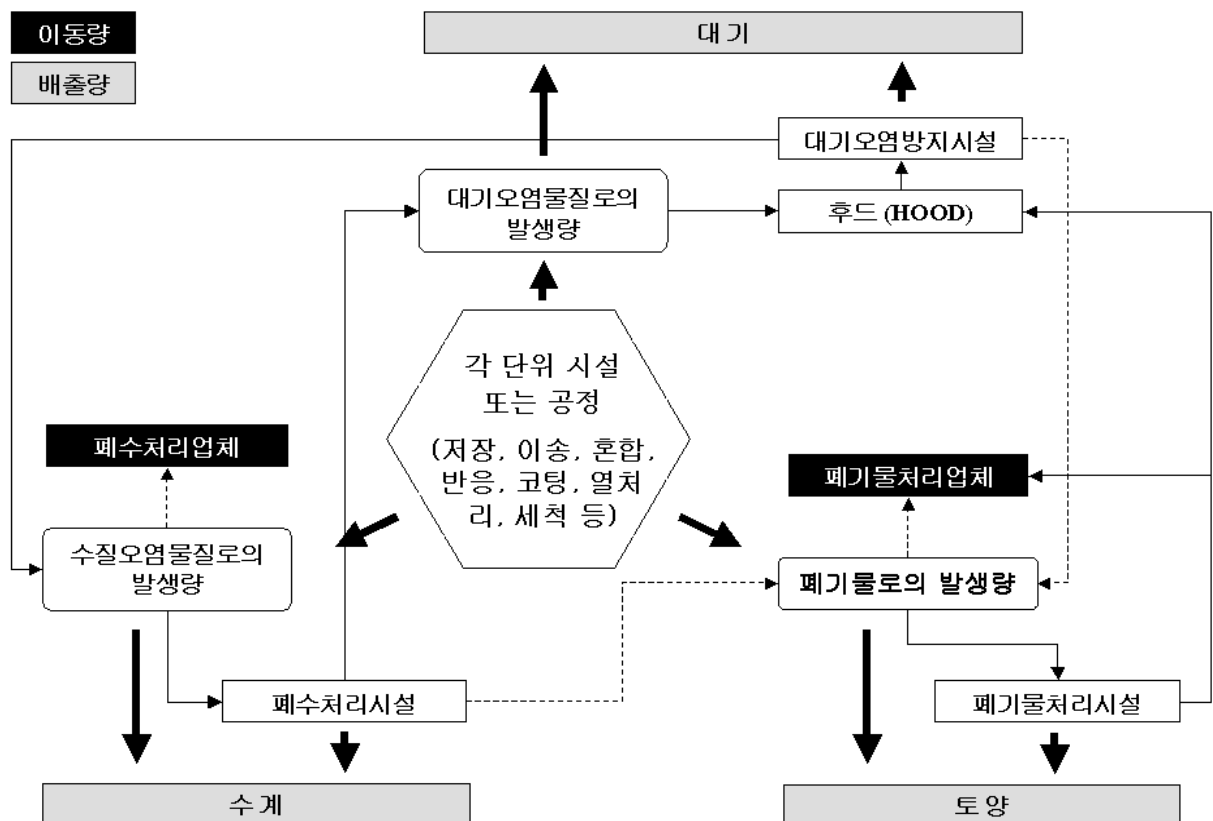 이동량
대 기
배출량
대기오염방지시설
대기오염물질로의
발생량
후드 (HOOD)
각 단위 시설
또는 공정
(저장, 이송, 혼합,
반응, 코팅, 열처
리, 세척 등)
폐수처리업체
폐기물처리업체
수질오염물질로의
발생량
폐기물로의 발생량
폐수처리시설
폐기물처리시설
수 계
토 양